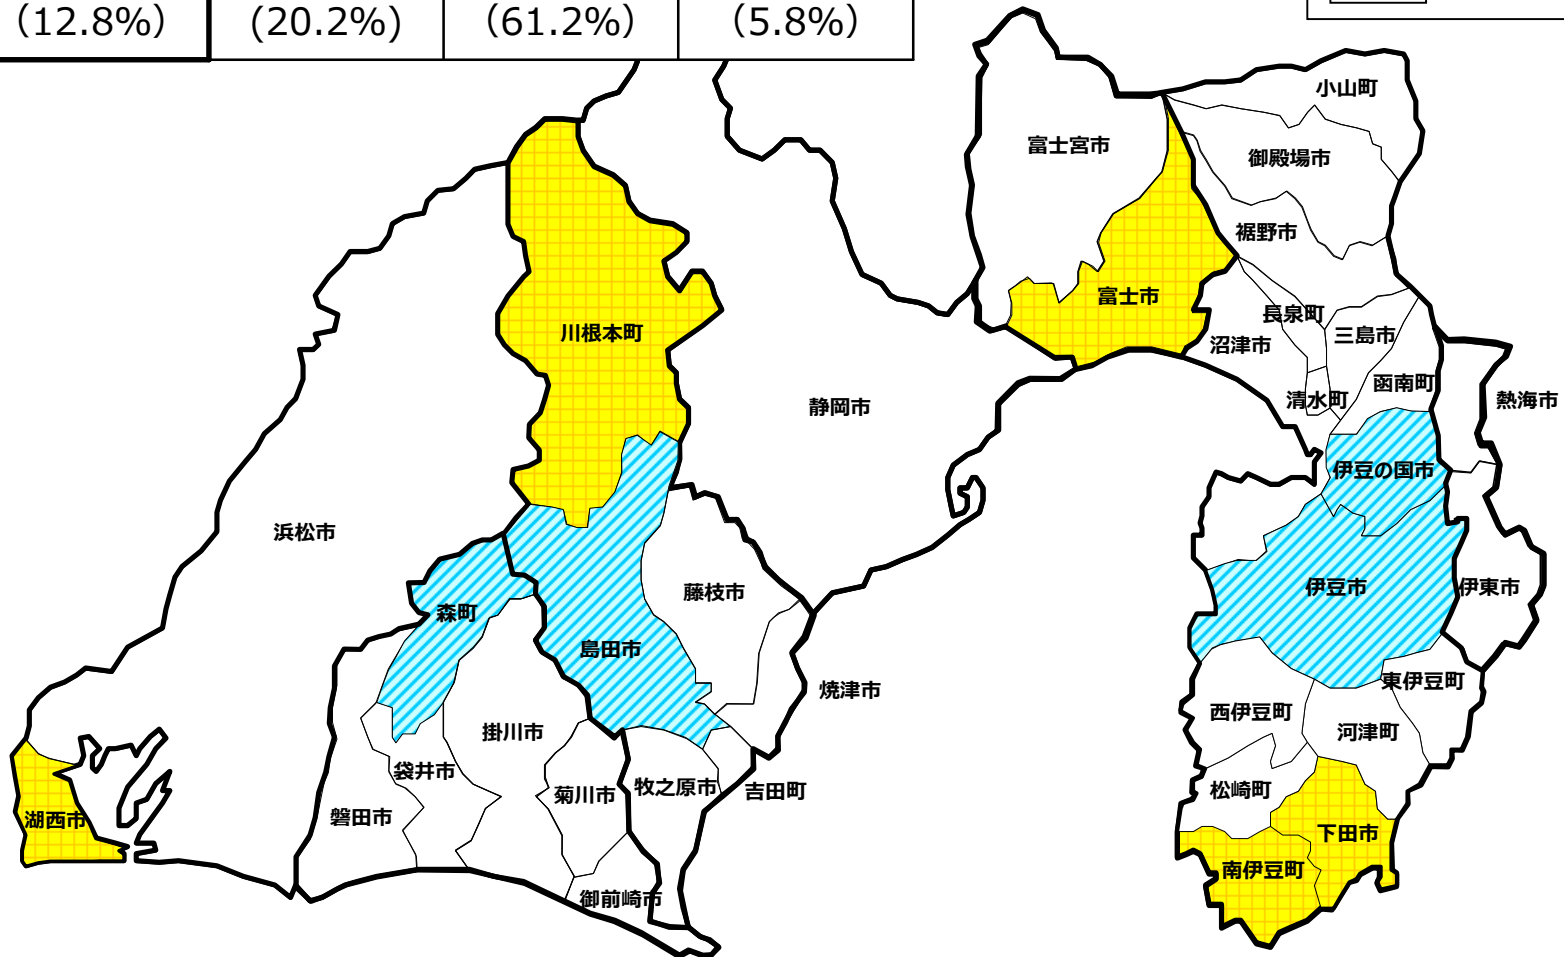 （12.8%）
(20.2%)
（61.2%）
（5.8%）
小山町
富士宮市
御殿場市
裾野市
富士市
長泉町
川根本町
沼津市
三島市
函南町
清水町
熱海市
静岡市
伊豆の国市
浜松市
伊豆市
伊東市
藤枝市
森町
島田市
東伊豆町
焼津市
西伊豆町
掛川市
河津町
袋井市
牧之原市
吉田町
松崎町
菊川市
磐田市
湖西市
下田市
南伊豆町
御前崎市